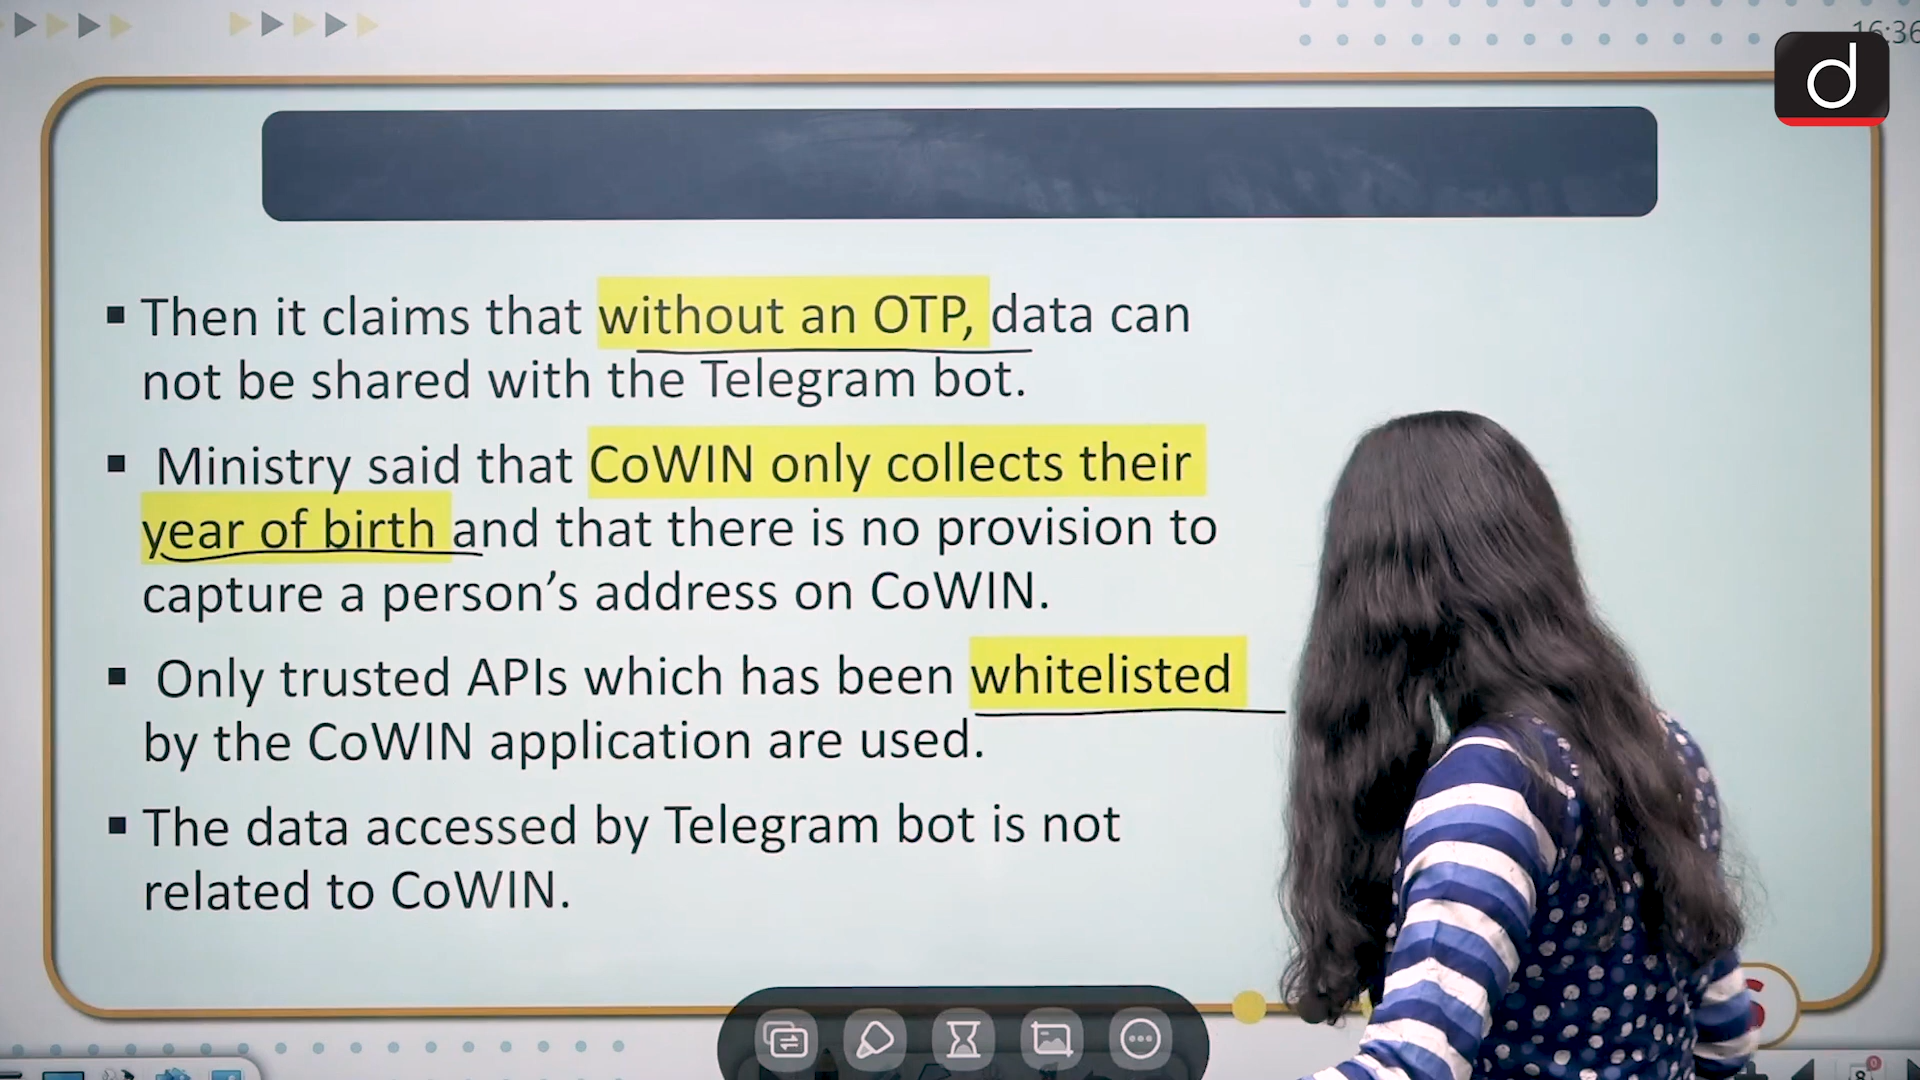 16:36
d
Then it claims that without an OTP, data can
not be shared with the Telegram bot.
Ministry said that CoWIN only collects their
year of birth and that there is no provision to
capture a person’s address on CoWIN.
Only trusted APIs which has been whitelisted
by the CoWIN application are used.
The data accessed by Telegram bot is not
related to CoWIN.